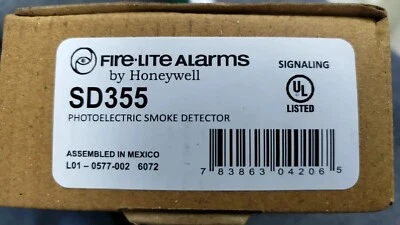 FIRE•LITE ALARMS
by Honeywell
SIGNALING
SD355
PHOTOELECTRIC SMOKE DETECTOR
UL
LISTED
ASSEMBLED IN MEXICO
L01 – 0577-002 6072
7 83863 04206 5